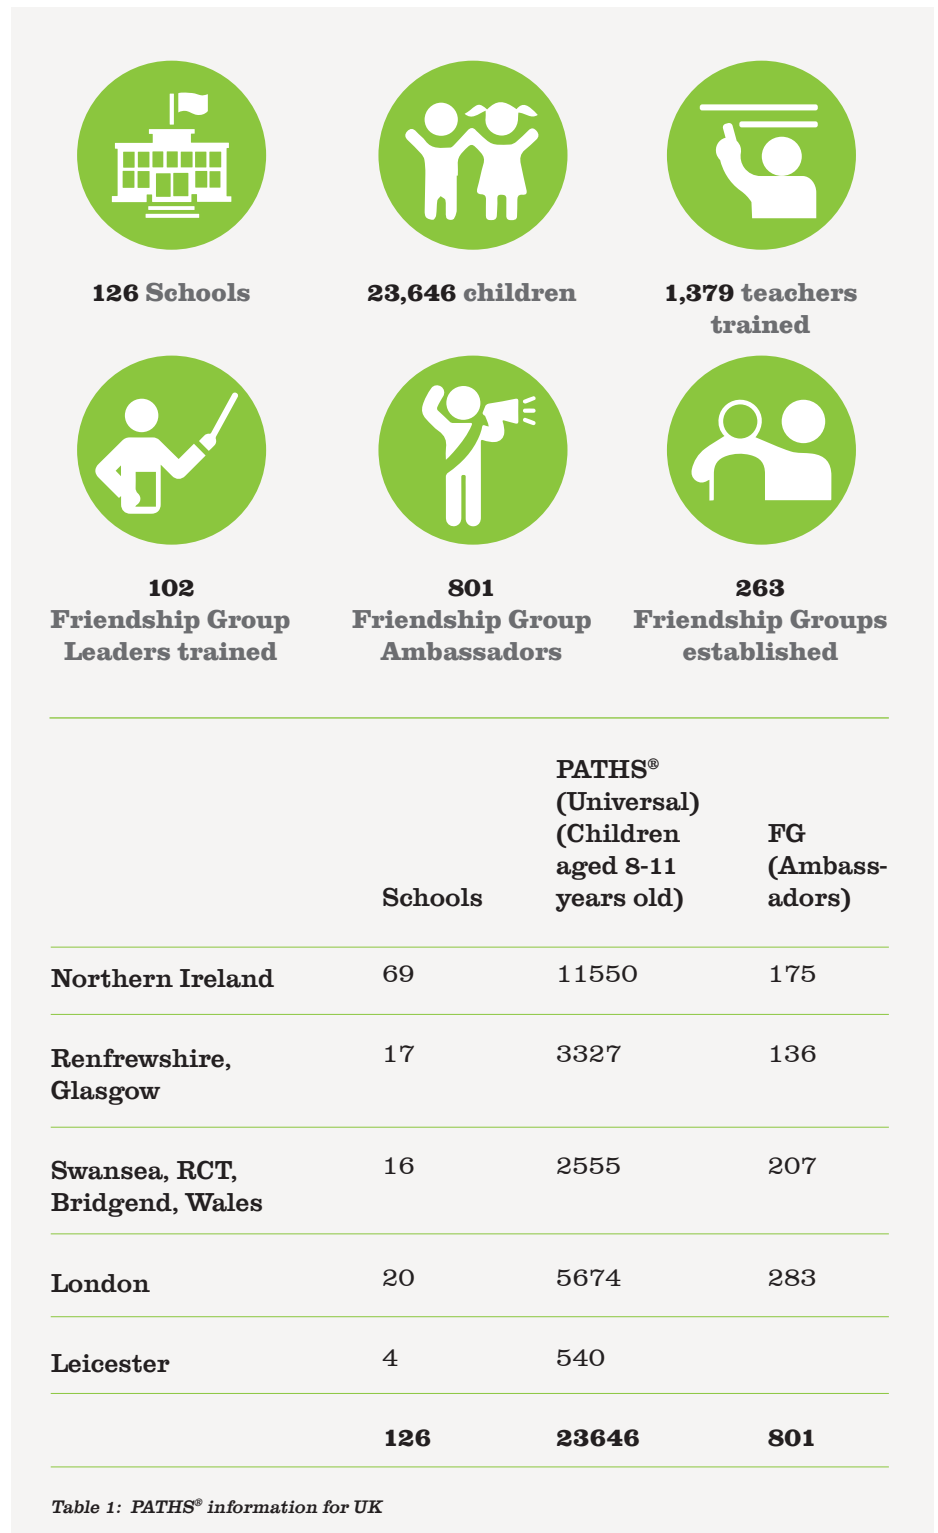 126 Schools
23,646 children
1,379 teachers
trained
102
Friendship Group
Leaders trained
801
Friendship Group
Ambassadors
263
Friendship Groups
established
Schools
PATHS®
(Universal)
(Children
aged 8-11
years old)
FG
(Ambass-
adors)
Northern Ireland 69 11550 175
Renfrewshire, 17 3327 136
Glasgow
Swansea, RCT, 16 2555 207
Bridgend, Wales
London 20 5674 283
Leicester 4 540
126 23646 801
Table 1: PATHS® information for UK